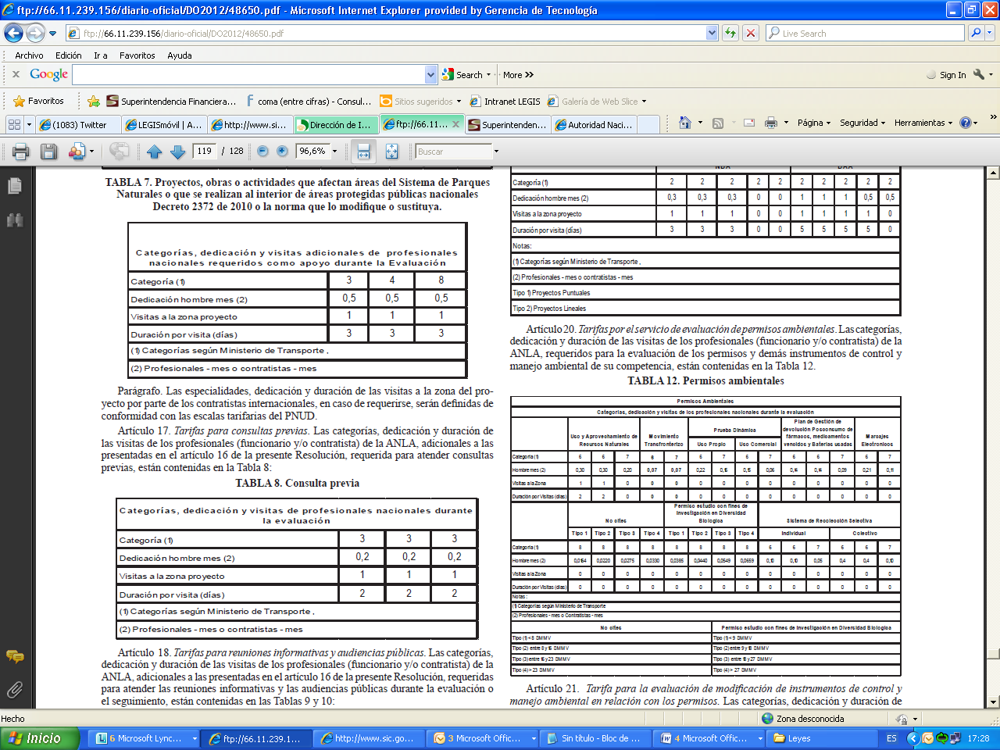 ftp://66.11.239.156/diario-oficial/DO2012/48650.pdf - Microsoft Internet Explorer provided by Gerencia de Tecnología
ftp://66.11.239.156/diario-oficial/DO2012/48650.pdf
Live Search
Archivo Edición Ir a Favoritos Ayuda
x Google Search More »
Sign In
Favoritos Superintendencia Financiera... coma (entre cifras) - Consul... Sitios sugeridos Intranet LEGIS Galería de Web Slice
(1083) Twitter LEGISmóvil | A... http://www.si... Dirección de I... ftp://66.11.... Superintenden... Autoridad Naci...
Página Seguridad Herramientas
119 / 128 96,6% Buscar
TABLA 7. Proyectos, obras o actividades que afectan áreas del Sistema de Parques
Naturales o que se realizan al interior de áreas protegidas públicas nacionales
Decreto 2372 de 2010 o la norma que lo modifique o sustituya.
Categorías, dedicación y visitas adicionales de profesionales
nacionales requeridos como apoyo durante la Evaluación
Categoría (1) 3 4 8
Dedicación hombre mes (2) 0,5 0,5 0,5
Visitas a la zona proyecto 1 1 1
Duración por visita (días) 3 3 3
(1) Categorías según Ministerio de Transporte ,
(2) Profesionales - mes o contratistas - mes
Parágrafo. Las especialidades, dedicación y duración de las visitas a la zona del pro-
yecto por parte de los contratistas internacionales, en caso de requerirse, serán definidas de
conformidad con las escalas tarifarias del PNUD.
Artículo 17. Tarifas para consultas previas. Las categorías, dedicación y duración de
las visitas de los profesionales (funcionario y/o contratista) de la ANLA, adicionales a las
presentadas en el artículo 16 de la presente Resolución, requerida para atender consultas
previas, están contenidas en la Tabla 8:
TABLA 8. Consulta previa
Categorías, dedicación y visitas de profesionales nacionales durante
la evaluación
Categoría (1) 3 3 3
Dedicación hombre mes (2) 0,2 0,2 0,2
Visitas a la zona proyecto 1 1 1
Duración por visita (días) 2 2 2
(1) Categorías según Ministerio de Transporte ,
(2) Profesionales - mes o contratistas - mes
Artículo 18. Tarifas para reuniones informativas y audiencias públicas. Las categorías,
dedicación y duración de las visitas de los profesionales (funcionario y/o contratista) de la
ANLA, adicionales a las presentadas en el artículo 16 de la presente Resolución, requeridas
para atender las reuniones informativas y las audiencias públicas durante la evaluación o
el seguimiento, están contenidas en las Tablas 9 y 10:
NDA DAA
Categoría (1) 2 2 2 2 2 2 2 2 2 2
Dedicación hombre mes (2) 0,3 0,3 0,3 0 0 1 1 1 0,5 0,5
Visitas a la zona proyecto 1 1 1 0 0 1 1 1 1 0
Duración por visita (días) 3 3 3 0 0 5 5 5 5 0
Notas:
(1) Categorías según Ministerio de Transporte ,
(2) Profesionales - mes o contratistas - mes
Tipo 1) Proyectos Puntuales
Tipo 2) Proyectos Lineales
Artículo 20. Tarifas por el servicio de evaluación de permisos ambientales. Las categorías,
dedicación y duración de las visitas de los profesionales (funcionario y/o contratista) de la
ANLA, requeridos para la evaluación de los permisos y demás instrumentos de control y
manejo ambiental de su competencia, están contenidas en la Tabla 12.
TABLA 12. Permisos ambientales
Permisos Ambientales
Categorías, dedicación y visitas de los profesionales nacionales durante la evaluación
Uso y Aprovechamiento de Recursos Naturales Movimiento Transfronterizo Prueba Dinámica Plan de Gestión de devolución Posconsumo de fármacos, medicamentos venoidos y Baterías usadas Marcajes Electronicos
Uso Propio Uso Comercial
Categoría (1) 6 6 7 6 7 6 7 6 7 6 6 7 6 7
Hombre mes (2) 0,30 0,30 0,20 0,07 0,07 0,22 0,15 0,15 0,06 0,14 0,14 0,09 0,21 0,11
Visitas a la Zona 1 1 0 0 0 0 0 0 0 0 0 0 0 0
Duración por Visitas (días) 2 2 0 0 0 0 0 0 0 0 0 0 0 0
No cites Permiso estudio con fines de Investigación en Diversidad Biologica Sistema de Recolección Selectiva
Tipo 1 Tipo 2 Tipo 3 Tipo 4 Tipo 1 Tipo 2 Tipo 3 Tipo 4 Individual Colectivo
Categoría (1) 8 8 8 8 8 8 8 8 6 6 7 6 6 7
Hombre mes (2) 0,0164 0,0220 0,0275 0,0330 0,0385 0,0440 0,0549 0,0659 0,10 0,10 0,05 0,4 0,4 0,10
Visitas a la Zona 0 0 0 0 0 0 0 0 0 0 0 0 0 0
Duración por Visitas (días) 0 0 0 0 0 0 0 0 0 0 0 0 0 0
Notas :
(1) Categorías según Ministerio de Transporte
(2) Profesionales - mes o Contratistas - mes
No cites Permiso estudio con fines de Investigación en Diversidad Biologica
Tipo (1) < 8 SMMV Tipo (1) < 9 SMMV
Tipo (2) entre 8 y 16 SMMV Tipo (2) entre 9 y 18 SMMV
Tipo (3) entre 16 y 23 SMMV Tipo (3) entre 18 y 27 SMMV
Tipo (4) > 23 SMMV Tipo (4) > 27 SMMV
Artículo 21. Tarifa para la evaluación de modificación de instrumentos de control y
manejo ambiental en relación con los permisos. Las categorías, dedicación y duración de
Hecho Zona desconocida
Inicio 6 Microsoft Lync... ftp://66.11.239.1... http://www.sic.go... 3 Microsoft Offic... Sin título - Bloc de ... 4 Microsoft Offic... Leyes ES 17:28